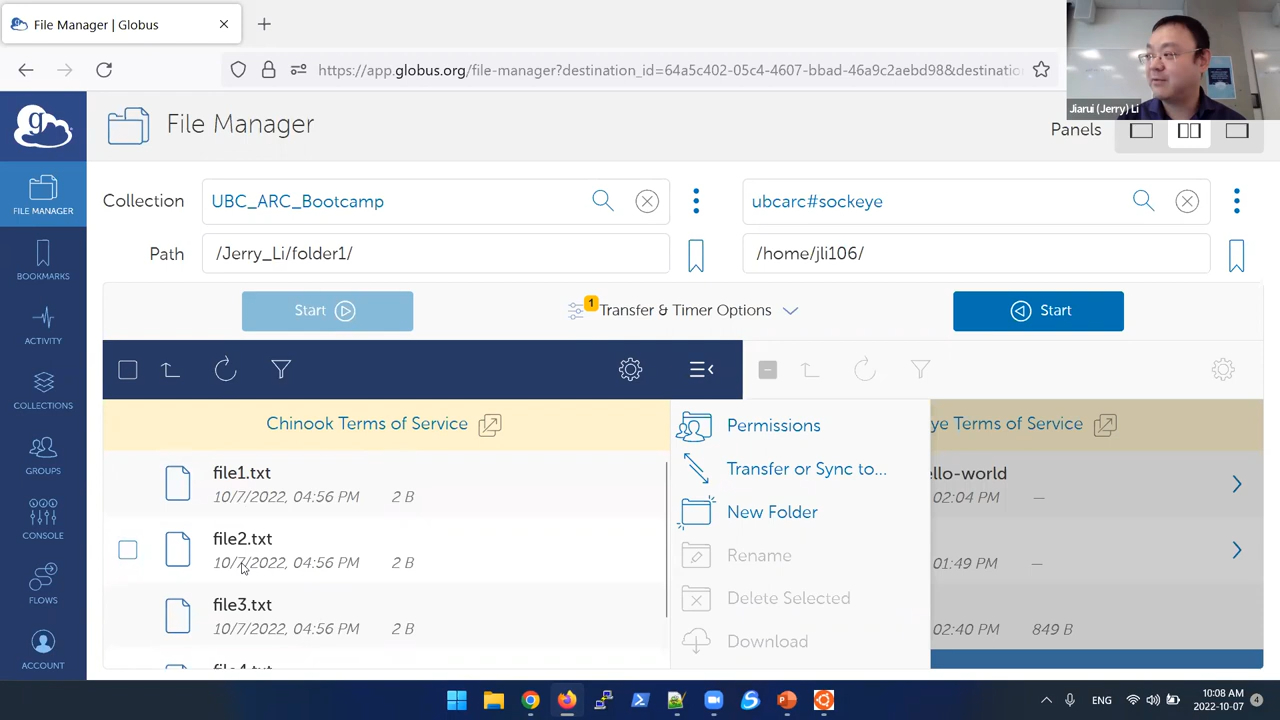 File Manager | Globus
https://app.globus.org/file-manager?destination_id=64a5c402-05c4-4607-bbad-46a9c2aebd98&destinatio
Jiarui (Jerry) Li
g
File Manager
Panels
FILE MANAGER
BOOKMARKS
ACTIVITY
COLLECTIONS
GROUPS
CONSOLE
FLOWS
ACCOUNT
Collection
UBC_ARC_Bootcamp
ubcarc#sockeye
Path
/Jerry_Li/folder1/
/home/jli106/
Start
1
Transfer & Timer Options
Start
Chinook Terms of Service
ye Terms of Service
file1.txt
10/7/2022, 04:56 PM 2 B
file2.txt
10/7/2022, 04:56 PM 2 B
file3.txt
10/7/2022, 04:56 PM 2 B
file4.txt
Permissions
Transfer or Sync to...
New Folder
Rename
Delete Selected
Download
llo-world
02:04 PM —
01:49 PM —
02:40 PM 849 B
ENG
10:08 AM
2022-10-07
4